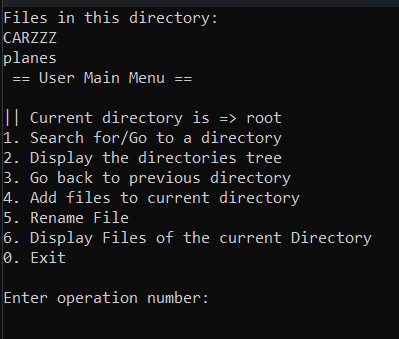 Files in this directory:
CARZZZ
planes
 == User Main Menu ==

|| Current directory is => root
1. Search for/Go to a directory
2. Display the directories tree
3. Go back to previous directory
4. Add files to current directory
5. Rename File
6. Display Files of the current Directory
0. Exit

Enter operation number: